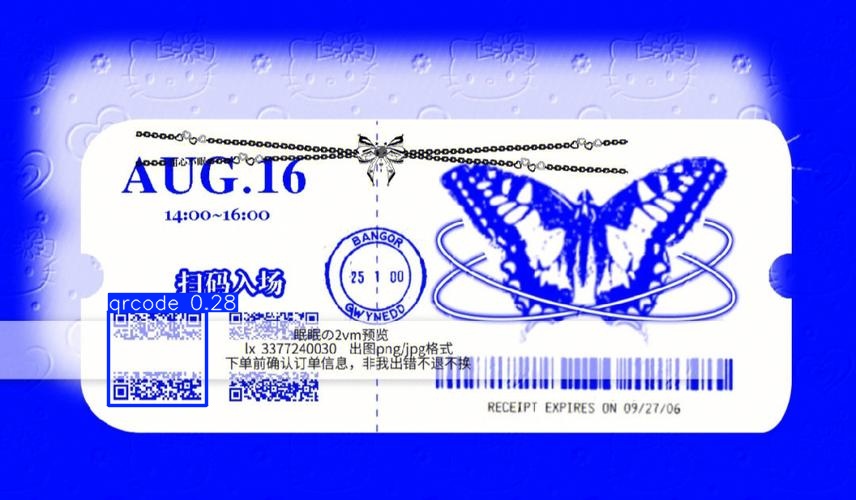 AUG.16
14:00~16:00
BANGOR
25 1 00
GWYNEDD
扫码入场
qrcode 0.28
眠眠の2vm预览
lx 3377240030 出图png/jpg格式
下单前确认订单信息，非我出错不退不换
RECEIPT EXPIRES ON 09/27/06